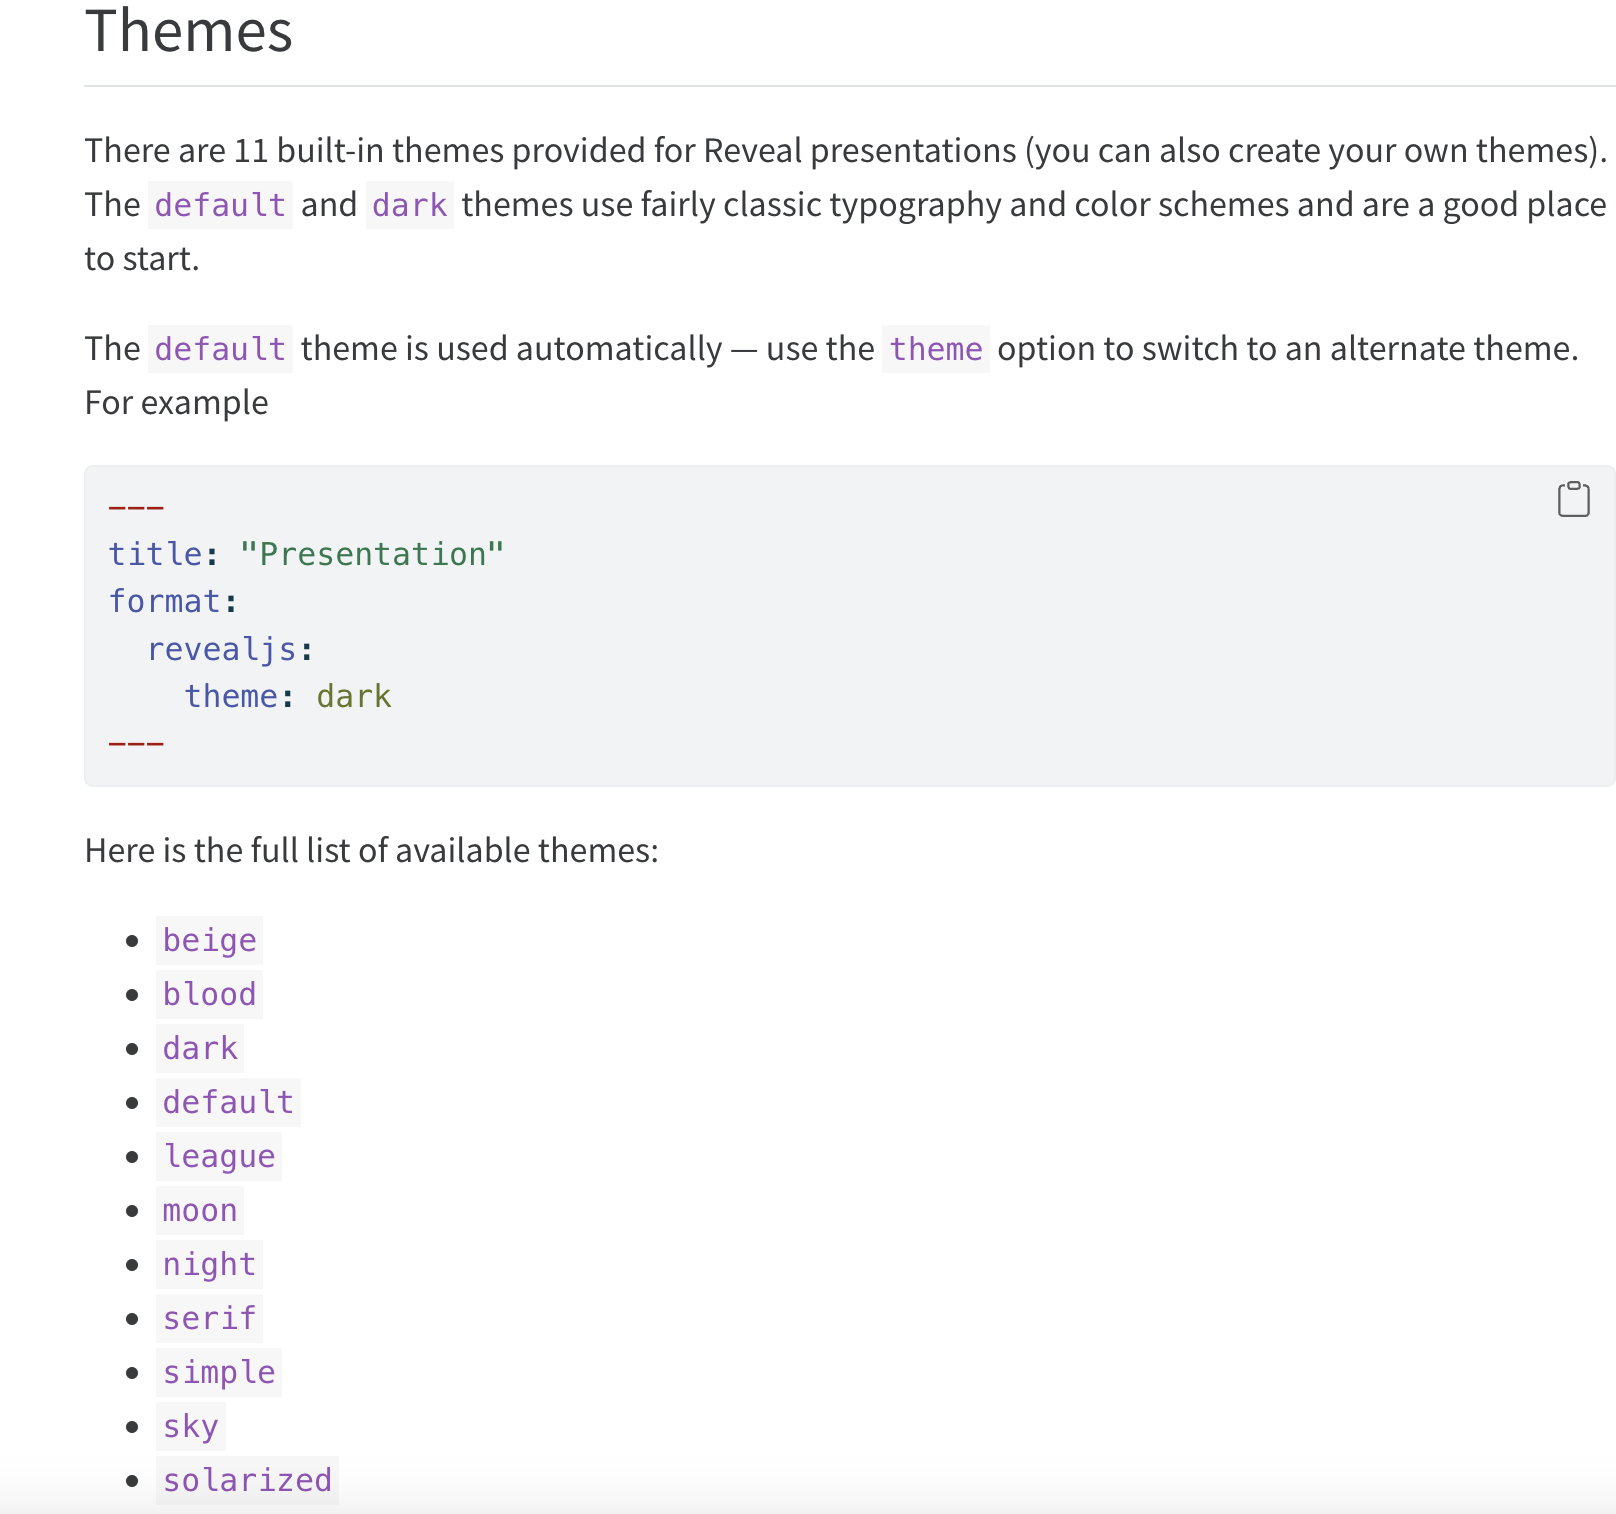 Themes
There are 11 built-in themes provided for Reveal presentations (you can also create your own themes).
The default and dark themes use fairly classic typography and color schemes and are a good place
to start.
The default theme is used automatically — use the theme option to switch to an alternate theme.
For example
---
title: "Presentation"
format:
  revealjs:
    theme: dark
---
Here is the full list of available themes:
• beige
• blood
• dark
• default
• league
• moon
• night
• serif
• simple
• sky
• solarized